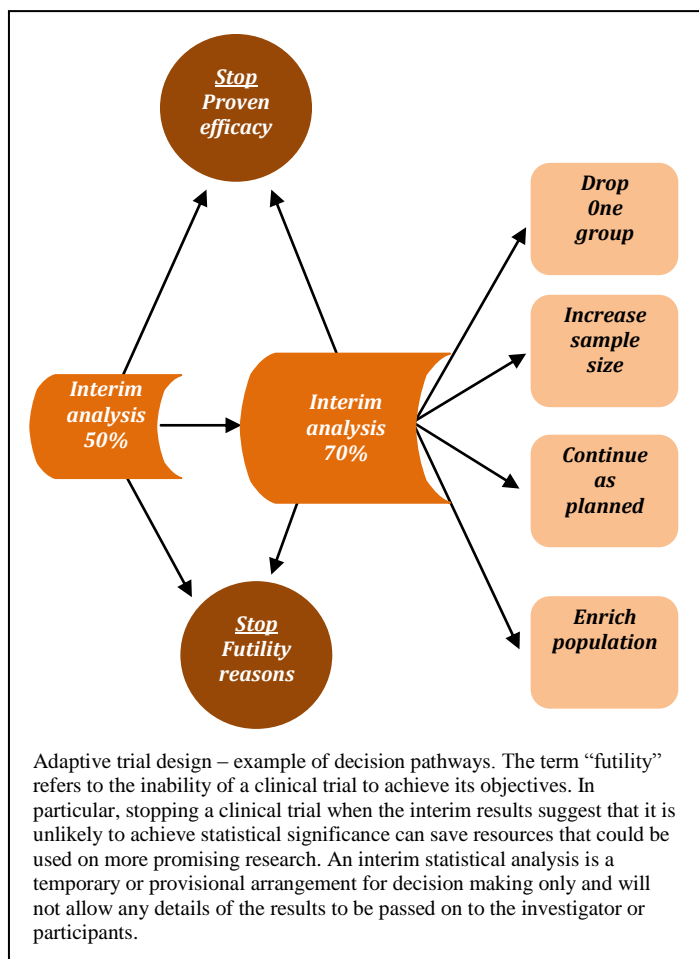 Stop
Proven
efficacy
Drop
0ne
group
Increase
sample
size
Interim
analysis
50%
Interim
analysis
70%
Continue
as
planned
Stop
Futility
reasons
Enrich
population
Adaptive trial design – example of decision pathways. The term “futility”
refers to the inability of a clinical trial to achieve its objectives. In
particular, stopping a clinical trial when the interim results suggest that it is
unlikely to achieve statistical significance can save resources that could be
used on more promising research. An interim statistical analysis is a
temporary or provisional arrangement for decision making only and will
not allow any details of the results to be passed on to the investigator or
participants.